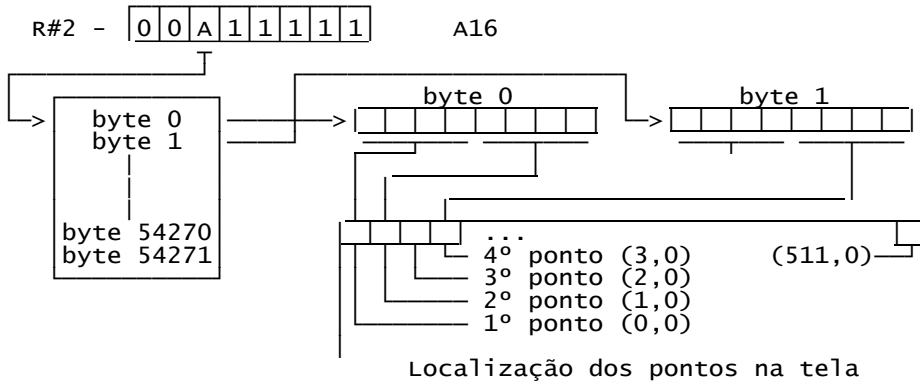 R#2 - 0 0 A 1 1 1 1 1 A16
byte 0 byte 1
byte 0
byte 1
byte 54270
byte 54271
...
4º ponto (3,0) (511,0)
3º ponto (2,0)
2º ponto (1,0)
1º ponto (0,0)
Localização dos pontos na tela